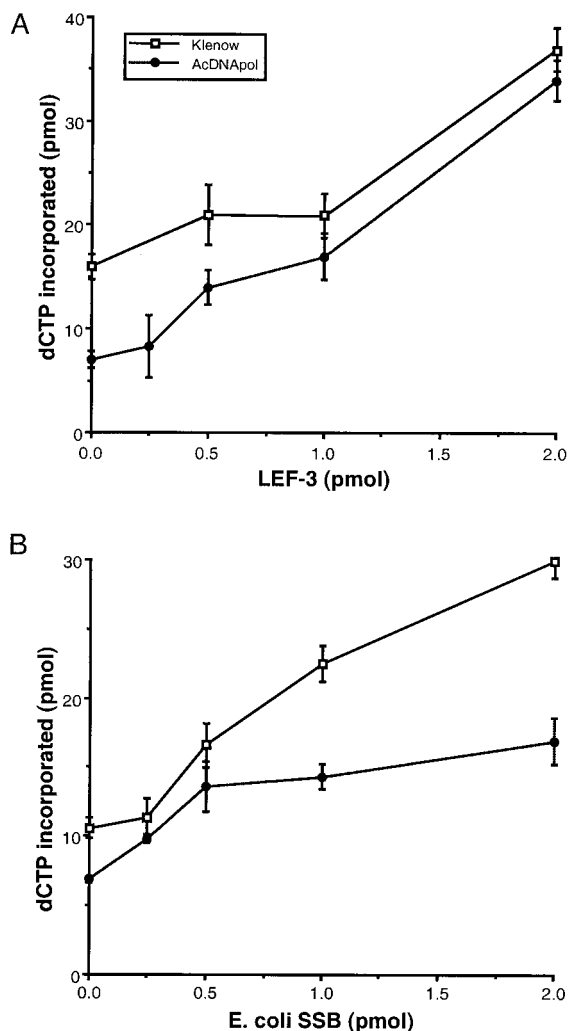 A
Klenow
AcDNApol
dCTP incorporated (pmol)
40
30
20
10
0
0.0
0.5
1.0
1.5
2.0
LEF-3 (pmol)
B
dCTP incorporated (pmol)
30
20
10
0
0.0
0.5
1.0
1.5
2.0
E. coli SSB (pmol)